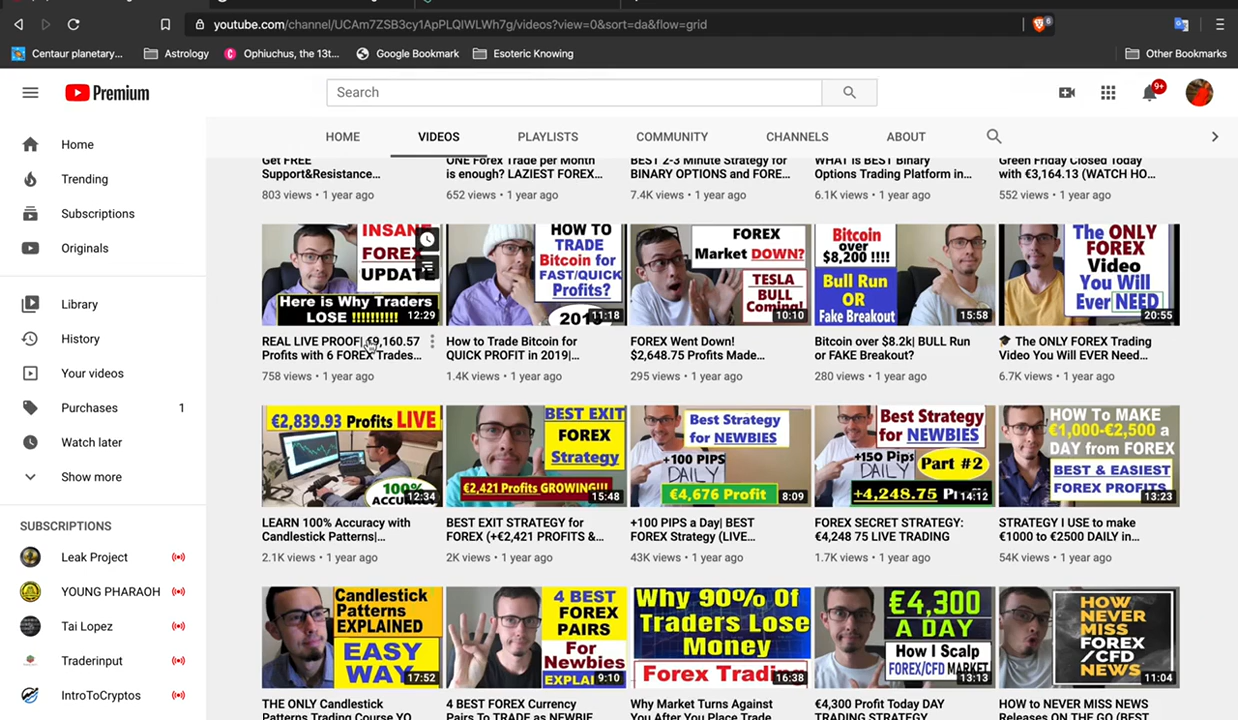 youtube.com/channel/UCAm7ZSB3cy1ApPLQIWLWh7g/videos?view=0&sort=da&flow=grid
6
Centaur planetary...
Astrology
Ophiuchus, the 13t...
Google Bookmark
Esoteric Knowing
Other Bookmarks
Premium
Search
9+
HOME
VIDEOS
PLAYLISTS
COMMUNITY
CHANNELS
ABOUT
Home
Trending
Subscriptions
Originals
Library
History
Your videos
Purchases 1
Watch later
Show more
SUBSCRIPTIONS
Leak Project
YOUNG PHARAOH
Tai Lopez
Traderinput
IntroToCryptos
Get FREE
Support&Resistance...
803 views • 1 year ago
ONE Forex Trade per Month
is enough? LAZIEST FOREX...
652 views • 1 year ago
BEST 2-3 Minute Strategy for
BINARY OPTIONS and FORE...
7.4K views • 1 year ago
WHAT is BEST Binary
Options Trading Platform in...
6.1K views • 1 year ago
Green Friday Closed Today
with €3,164.13 (WATCH HO...
552 views • 1 year ago
INSANE
FOREX
UPDATE
Here is Why Traders
LOSE !!!!!!!!!!
12:29
REAL LIVE PROOF|
Profits with 6 FOREX Trades...
758 views • 1 year ago
HOW TO
TRADE
Bitcoin for
FAST/QUICK
Profits?
2019
11:18
How to Trade Bitcoin for
QUICK PROFIT in 2019|...
1.4K views • 1 year ago
FOREX
Market DOWN?
TESLA
BULL
Coming!
10:10
FOREX Went Down!
$2,648.75 Profits Made...
295 views • 1 year ago
Bitcoin
over
$8,200 !!!!
Bull Run
OR
Fake Breakout?
15:58
Bitcoin over $8.2k| BULL Run
or FAKE Breakout?
280 views • 1 year ago
The ONLY
FOREX
Video
You Will
Ever NEED
20:55
The ONLY FOREX Trading
Video You Will EVER Need...
6.7K views • 1 year ago
€2,839.93 Profits LIVE
100%
12:34
LEARN 100% Accuracy with
Candlestick Patterns|...
2.1K views • 1 year ago
BEST EXIT
FOREX
Strategy
€2,421 Profits GROWING!!!
15:48
BEST EXIT STRATEGY for
FOREX (+€2,421 PROFITS &...
2K views • 1 year ago
Best Strategy
for NEWBIES
+100 PIPS
DAILY
€4,676 Profit
8:09
+100 PIPS a Day| BEST
FOREX Strategy (LIVE...
43K views • 1 year ago
Best Strategy
for NEWBIES
+150 Pips
DAILY
Part #2
+4,248.75
14:12
FOREX SECRET STRATEGY:
€4,248 75 LIVE TRADING
1.7K views • 1 year ago
HOW To MAKE
€1,000-€2,500 a
DAY from FOREX
BEST & EASIEST
FOREX PROFITS
13:23
STRATEGY I USE to make
€1000 to €2500 DAILY in...
54K views • 1 year ago
Candlestick
Patterns
EXPLAINED
EASY
WAY
17:52
THE ONLY Candlestick
Patterns Trading Course YO
4 BEST
FOREX
PAIRS
For
Newbies
9:10
4 BEST FOREX Currency
Pairs To TRADE as NEWBIE
Why 90% Of
Traders Lose
Money
Forex
16:38
Why Market Turns Against
You After You Place Trade
€4,300
A DAY
How I Scalp
FOREX/CFD MARKET
13:13
€4,300 Profit Today DAY
TRADING STRATEGY
HOW
NEVER
MISS
FOREX
/CFD
NEWS
11:04
HOW to NEVER MISS NEWS
Releases ON THE GO (BEST